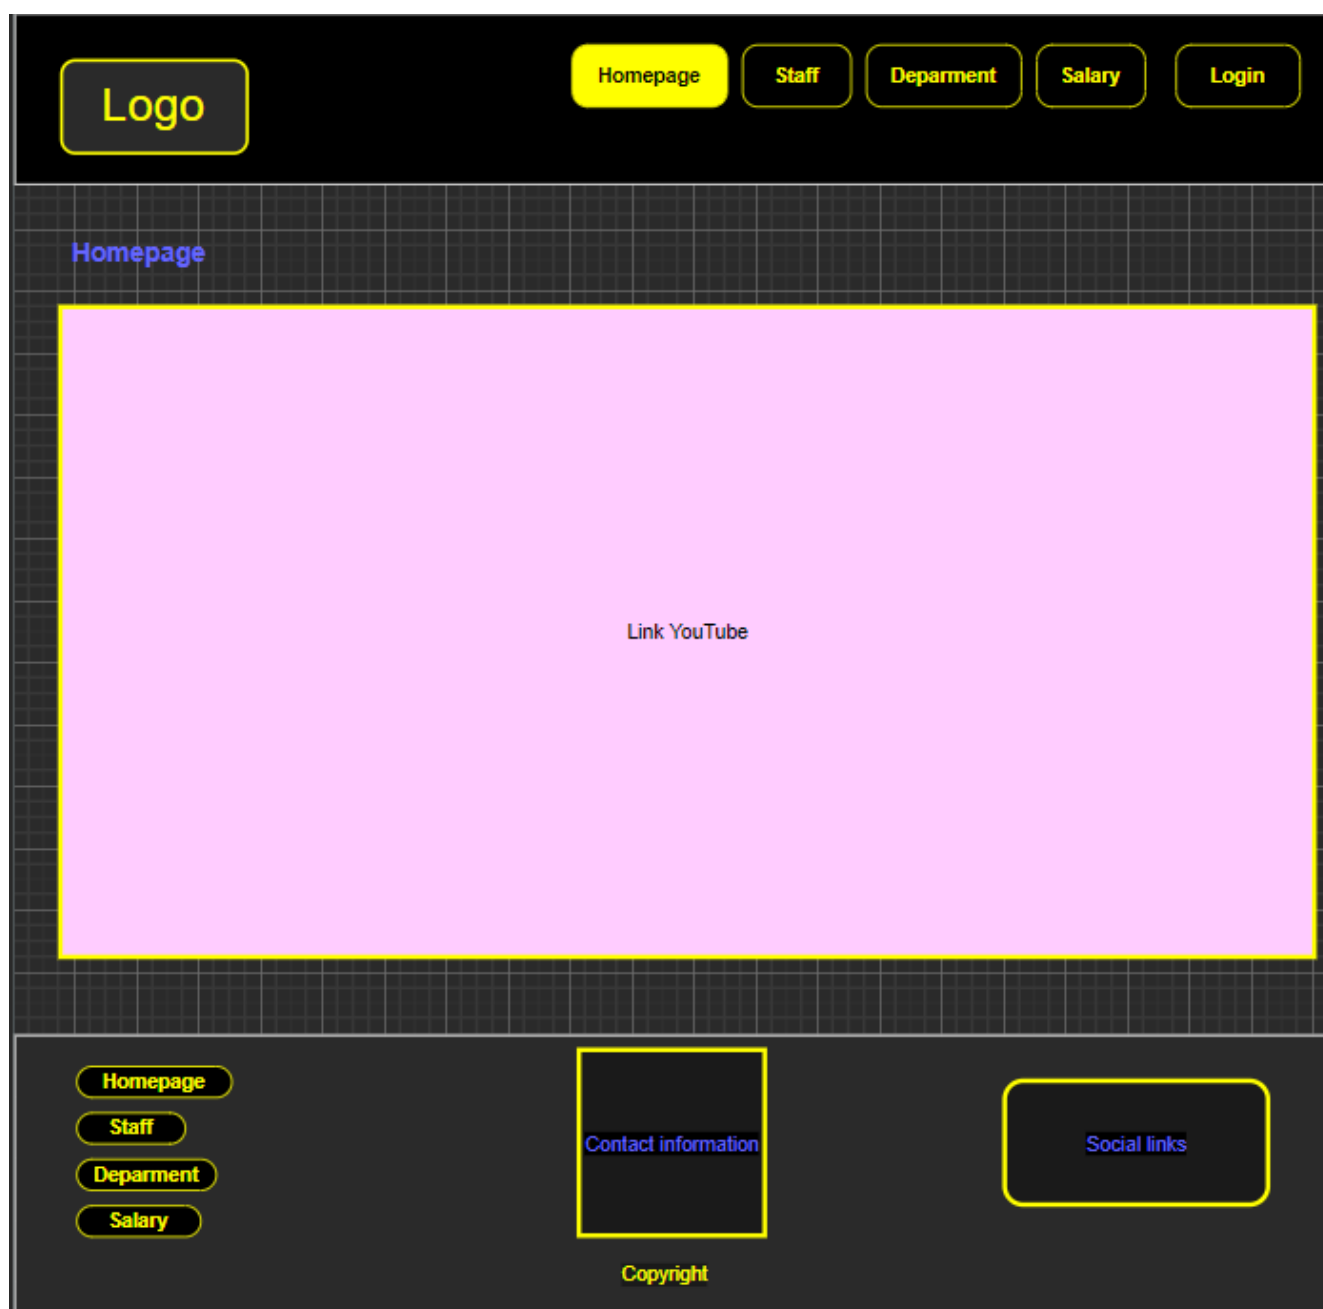 Logo
Homepage
Staff
Deparment
Salary
Login
Homepage
Link YouTube
Homepage
Staff
Deparment
Salary
Contact information
Social links
Copyright